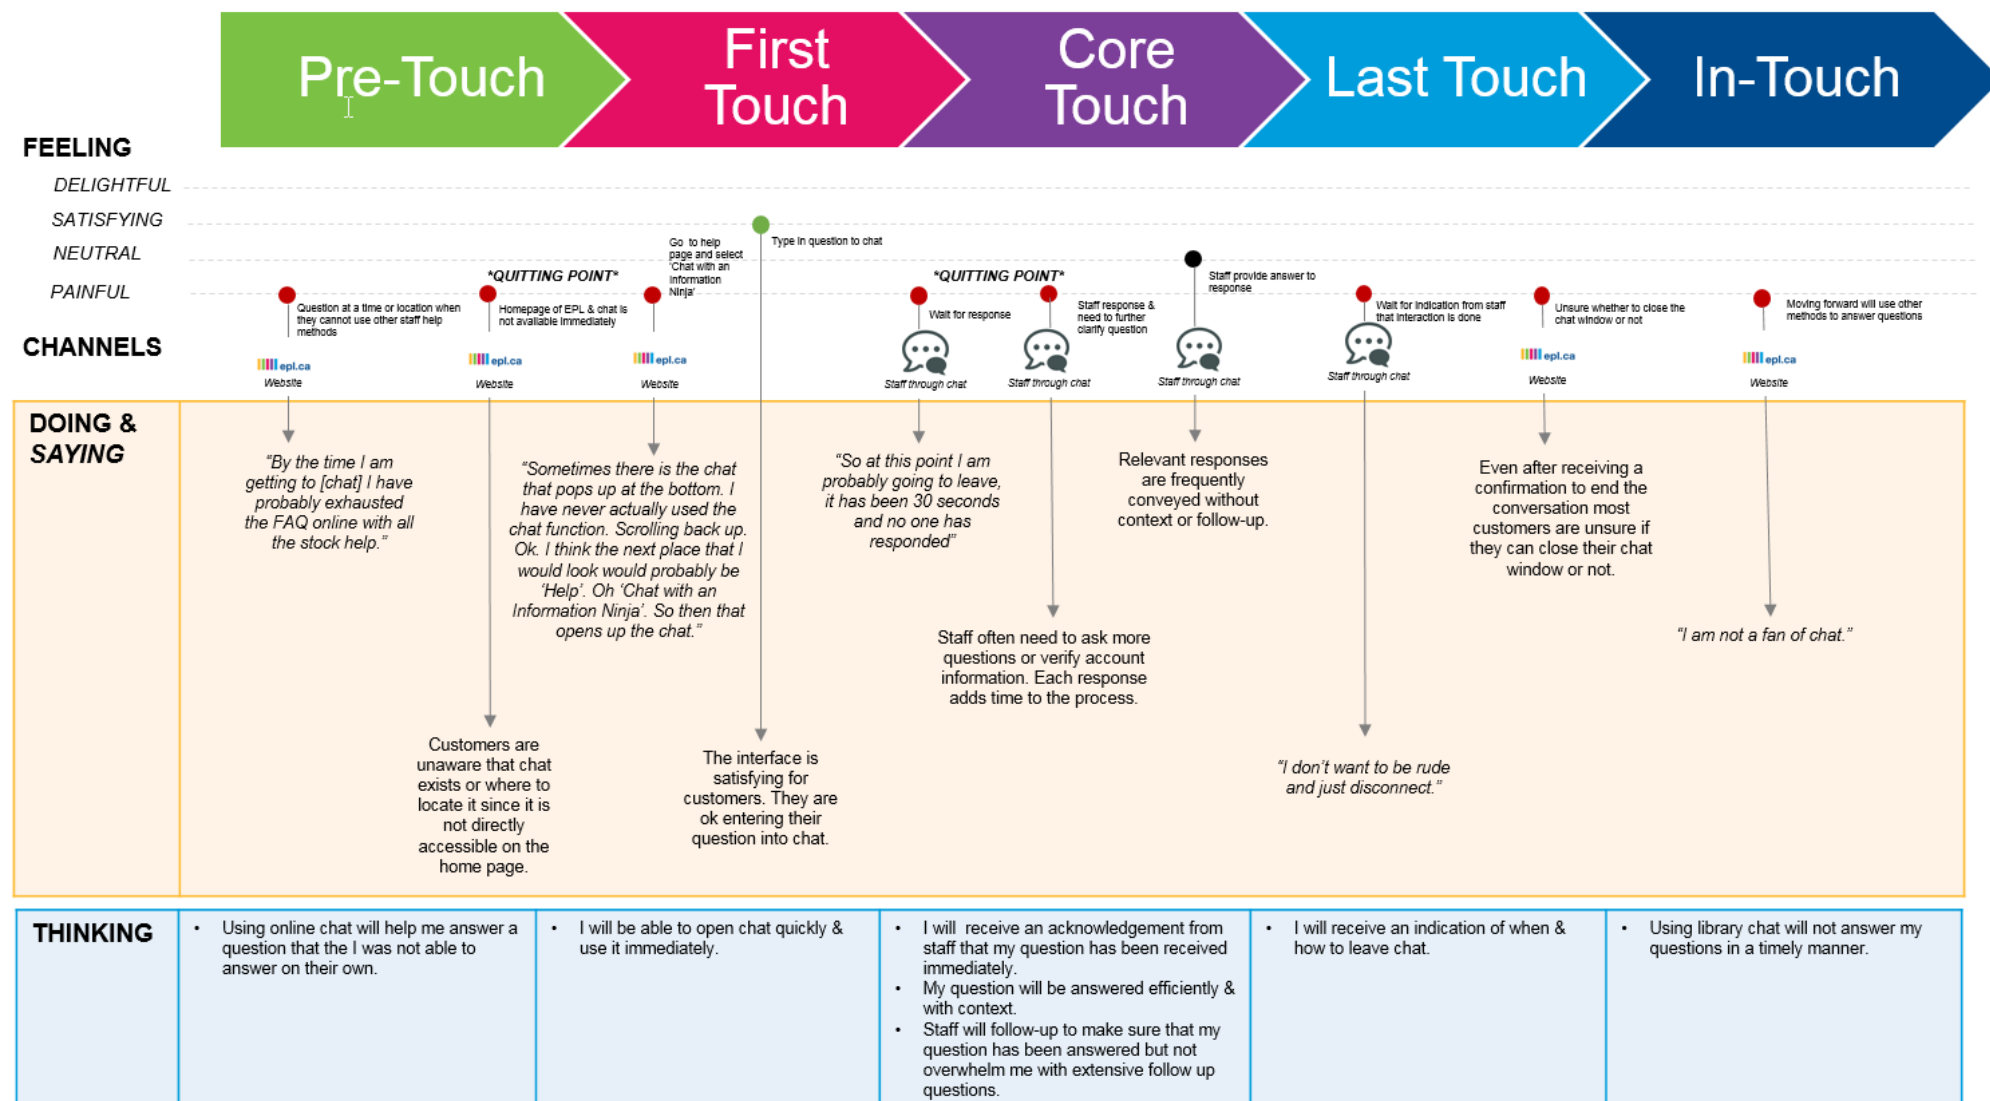 Pre-Touch
First
Touch
Core
Touch
Last Touch
In-Touch
FEELING
DELIGHTFUL
SATISFYING
NEUTRAL
PAINFUL
Question at a time or location when
they cannot use other staff help
methods
*QUITTING POINT*
Homepage of EPL & chat is
not available immediately
Go to help
page and select
'Chat with an
Information
Ninja'
Type in question to chat
Wait for response
*QUITTING POINT*
Staff response &
need to further
clarify question
Staff provide answer to
response
Wait for indication from staff
that interaction is done
Unsure whether to close the
chat window or not
Moving forward will use other
methods to answer questions
CHANNELS
epl.ca
Website
epl.ca
Website
epl.ca
Website
Staff through chat
Staff through chat
Staff through chat
Staff through chat
epl.ca
Website
epl.ca
Website
DOING &
SAYING
"By the time I am
getting to [chat] I have
probably exhausted
the FAQ online with all
the stock help."
Customers are
unaware that chat
exists or where to
locate it since it is
not directly
accessible on the
home page.
"Sometimes there is the chat
that pops up at the bottom. I
have never actually used the
chat function. Scrolling back up.
Ok. I think the next place that I
would look would probably be
'Help'. Oh 'Chat with an
Information Ninja'. So then that
opens up the chat."
The interface is
satisfying for
customers. They are
ok entering their
question into chat.
"So at this point I am
probably going to leave,
it has been 30 seconds
and no one has
responded"
Staff often need to ask more
questions or verify account
information. Each response
adds time to the process.
Relevant responses
are frequently
conveyed without
context or follow-up.
"I don't want to be rude
and just disconnect."
Even after receiving a
confirmation to end the
conversation most
customers are unsure if
they can close their chat
window or not.
"I am not a fan of chat."
THINKING
• Using online chat will help me answer a
question that the I was not able to
answer on their own.
• I will be able to open chat quickly &
use it immediately.
• I will receive an acknowledgement from
staff that my question has been received
immediately.
• My question will be answered efficiently &
with context.
• Staff will follow-up to make sure that my
question has been answered but not
overwhelm me with extensive follow up
questions.
• I will receive an indication of when &
how to leave chat.
• Using library chat will not answer my
questions in a timely manner.